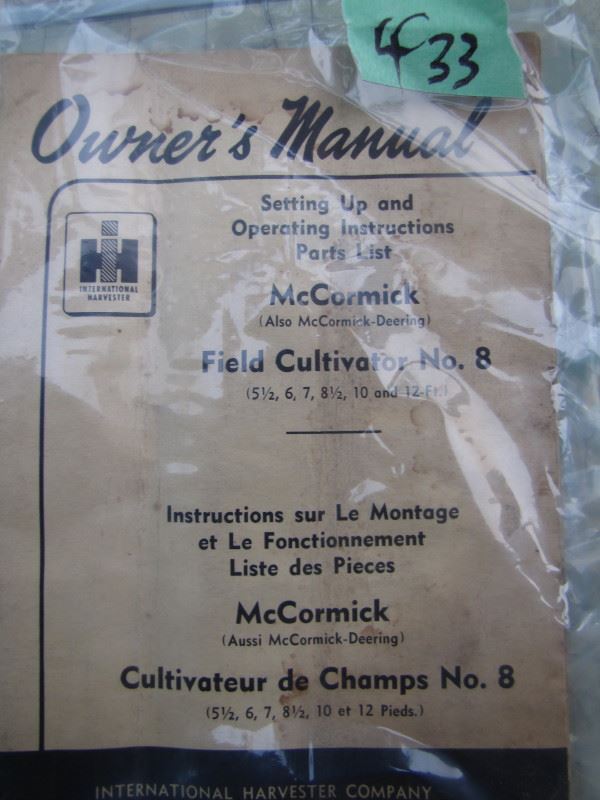 4C33
Owner's Manual
Setting Up and
Operating Instructions
Parts List
IH
INTERNATIONAL
HARVESTER
McCormick
(Also McCormick-Deering)
Field Cultivator No. 8
(5½, 6, 7, 8½, 10 and 12-Ft.)
Instructions sur Le Montage
et Le Fonctionnement
Liste des Pieces
McCormick
(Aussi McCormick-Deering)
Cultivateur de Champs No. 8
(5½, 6, 7, 8½, 10 et 12 Pieds.)
INTERNATIONAL HARVESTER COMPANY